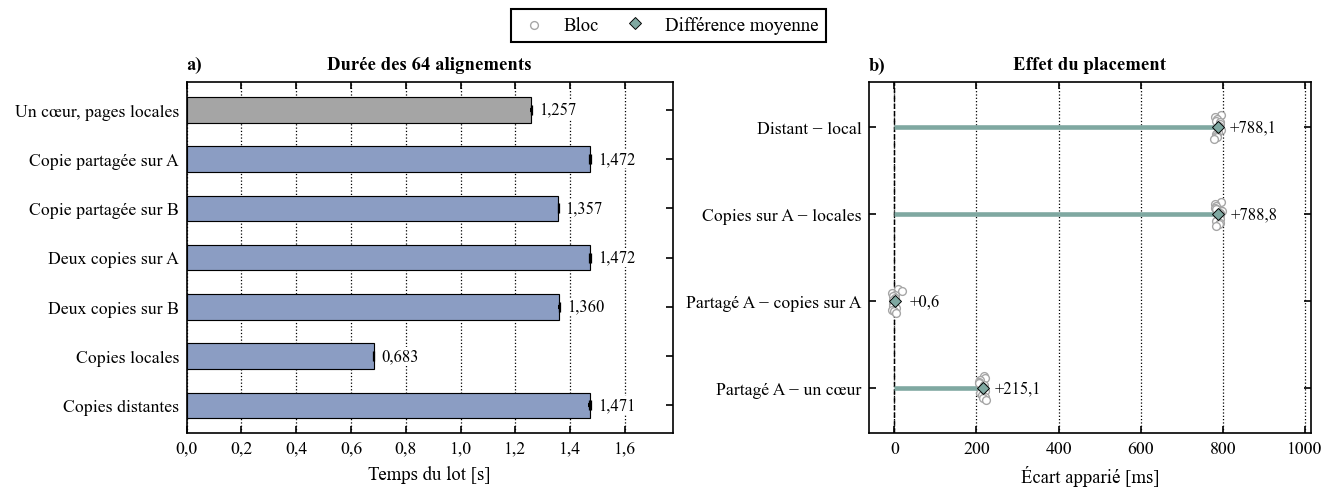 Bloc Différence moyenne
a) Durée des 64 alignements
Un cœur, pages locales 1,257
Copie partagée sur A 1,472
Copie partagée sur B 1,357
Deux copies sur A 1,472
Deux copies sur B 1,360
Copies locales 0,683
Copies distantes 1,471
0,0 0,2 0,4 0,6 0,8 1,0 1,2 1,4 1,6
Temps du lot [s]
b) Effet du placement
Distant − local +788,1
Copies sur A − locales +788,8
Partagé A − copies sur A +0,6
Partagé A − un cœur +215,1
0 200 400 600 800 1000
Écart apparié [ms]